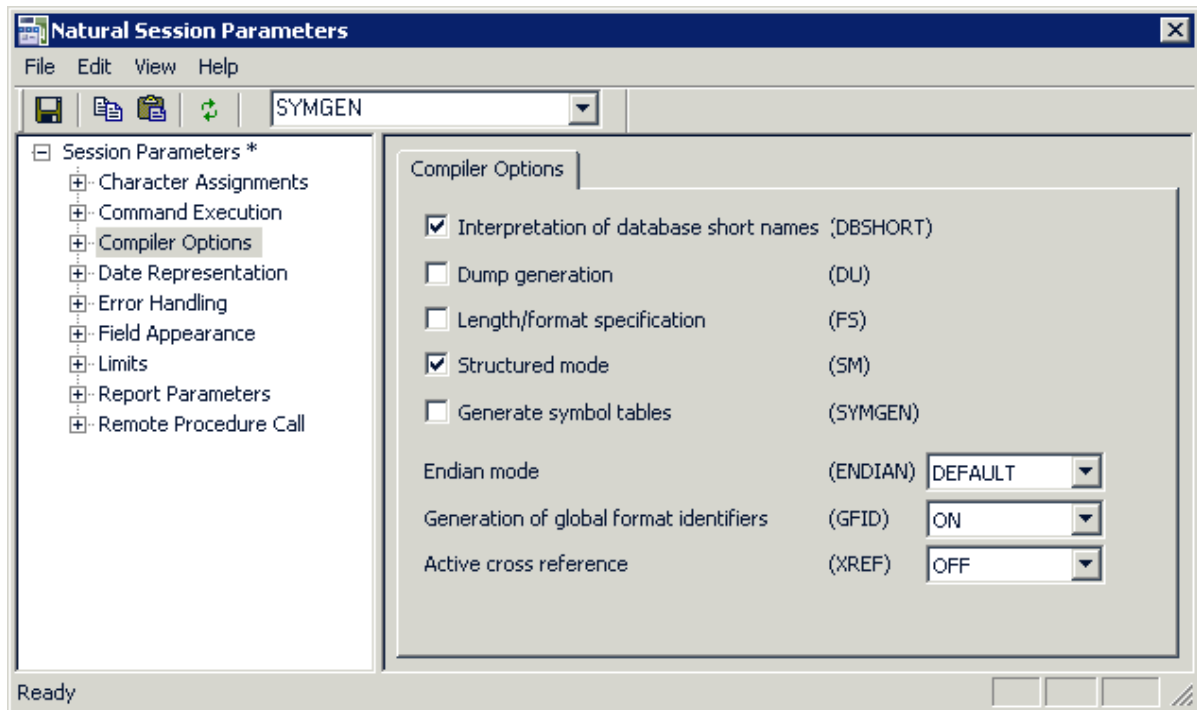 Natural Session Parameters
File Edit View Help
SYMGEN
Session Parameters *
Character Assignments
Command Execution
Compiler Options
Date Representation
Error Handling
Field Appearance
Limits
Report Parameters
Remote Procedure Call
Compiler Options
Interpretation of database short names (DBSHORT)
Dump generation (DU)
Length/format specification (FS)
Structured mode (SM)
Generate symbol tables (SYMGEN)
Endian mode (ENDIAN) DEFAULT
Generation of global format identifiers (GFID) ON
Active cross reference (XREF) OFF
Ready